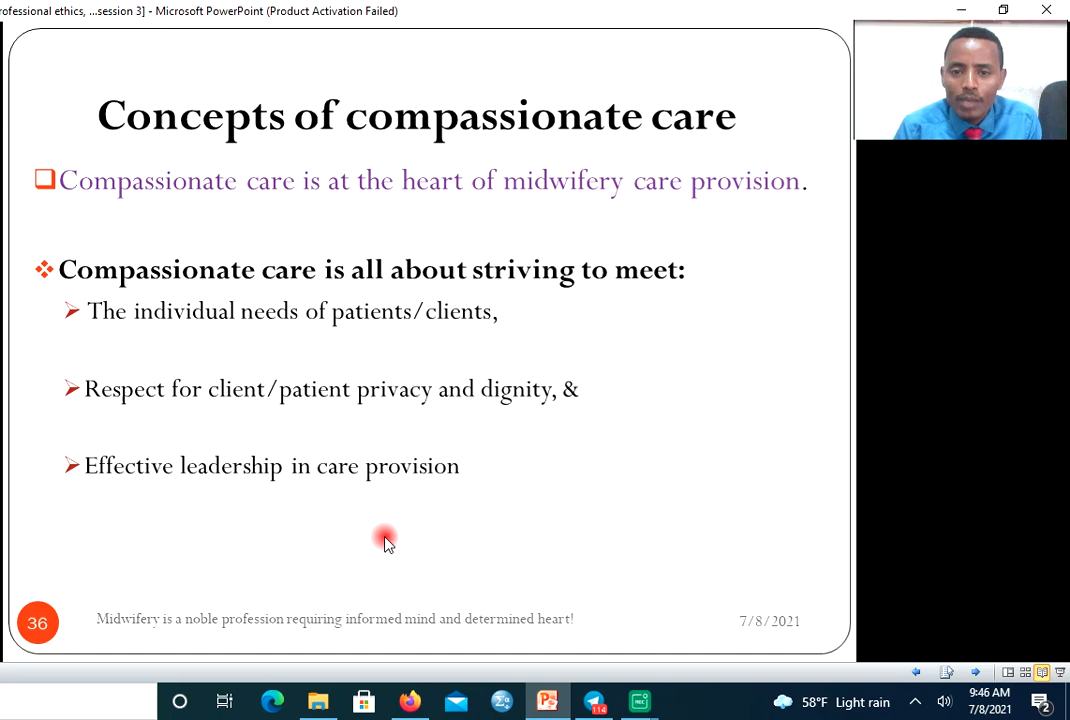 rofessional ethics, ...session 3] - Microsoft PowerPoint (Product Activation Failed)
Concepts of compassionate care
Compassionate care is at the heart of midwifery care provision.
Compassionate care is all about striving to meet:
The individual needs of patients/clients,
Respect for client/patient privacy and dignity, &
Effective leadership in care provision
36
Midwifery is a noble profession requiring informed mind and determined heart!
7/8/2021
114
REC
58°F Light rain
9:46 AM
7/8/2021
2